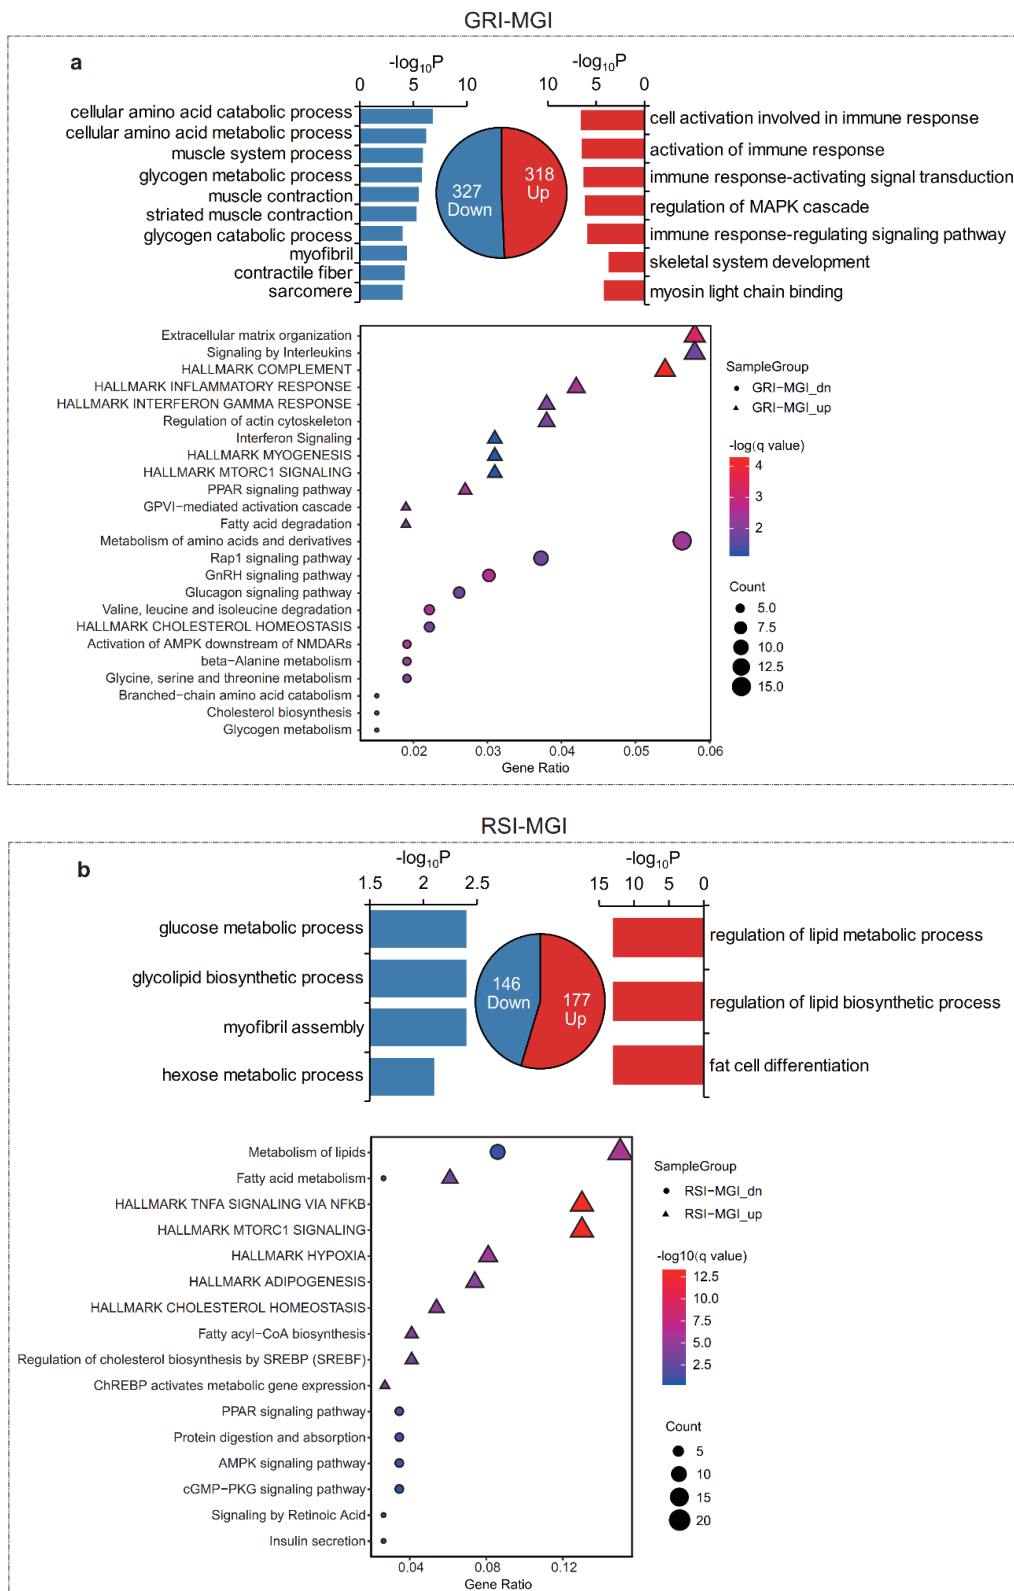 GRI-MGI
a
-log10P
-log10P
0 5 10
10 5 0
cellular amino acid catabolic process
cellular amino acid metabolic process
muscle system process
glycogen metabolic process
muscle contraction
striated muscle contraction
glycogen catabolic process
myofibril
contractile fiber
sarcomere
327
Down
318
Up
cell activation involved in immune response
activation of immune response
immune response-activating signal transduction
regulation of MAPK cascade
immune response-regulating signaling pathway
skeletal system development
myosin light chain binding
Extracellular matrix organization
Signaling by Interleukins
HALLMARK COMPLEMENT
HALLMARK INFLAMMATORY RESPONSE
HALLMARK INTERFERON GAMMA RESPONSE
Regulation of actin cytoskeleton
Interferon Signaling
HALLMARK MYOGENESIS
HALLMARK MTORC1 SIGNALING
PPAR signaling pathway
GPVI-mediated activation cascade
Fatty acid degradation
Metabolism of amino acids and derivatives
Rap1 signaling pathway
GnRH signaling pathway
Glucagon signaling pathway
Valine, leucine and isoleucine degradation
HALLMARK CHOLESTEROL HOMEOSTASIS
Activation of AMPK downstream of NMDARs
beta-Alanine metabolism
Glycine, serine and threonine metabolism
Branched-chain amino acid catabolism
Cholesterol biosynthesis
Glycogen metabolism
0.02 0.03 0.04 0.05 0.06
Gene Ratio
SampleGroup
GRI-MGI_dn
GRI-MGI_up
-log(q value)
4
3
2
Count
5.0
7.5
10.0
12.5
15.0
RSI-MGI
b
-log10P
-log10P
1.5 2 2.5
15 10 5 0
glucose metabolic process
glycolipid biosynthetic process
myofibril assembly
hexose metabolic process
146
Down
177
Up
regulation of lipid metabolic process
regulation of lipid biosynthetic process
fat cell differentiation
Metabolism of lipids
Fatty acid metabolism
HALLMARK TNFA SIGNALING VIA NFKB
HALLMARK MTORC1 SIGNALING
HALLMARK HYPOXIA
HALLMARK ADIPOGENESIS
HALLMARK CHOLESTEROL HOMEOSTASIS
Fatty acyl-CoA biosynthesis
Regulation of cholesterol biosynthesis by SREBP (SREBF)
ChREBP activates metabolic gene expression
PPAR signaling pathway
Protein digestion and absorption
AMPK signaling pathway
cGMP-PKG signaling pathway
Signaling by Retinoic Acid
Insulin secretion
0.04 0.08 0.12
Gene Ratio
SampleGroup
RSI-MGI_dn
RSI-MGI_up
-log10(q value)
12.5
10.0
7.5
5.0
2.5
Count
5
10
15
20